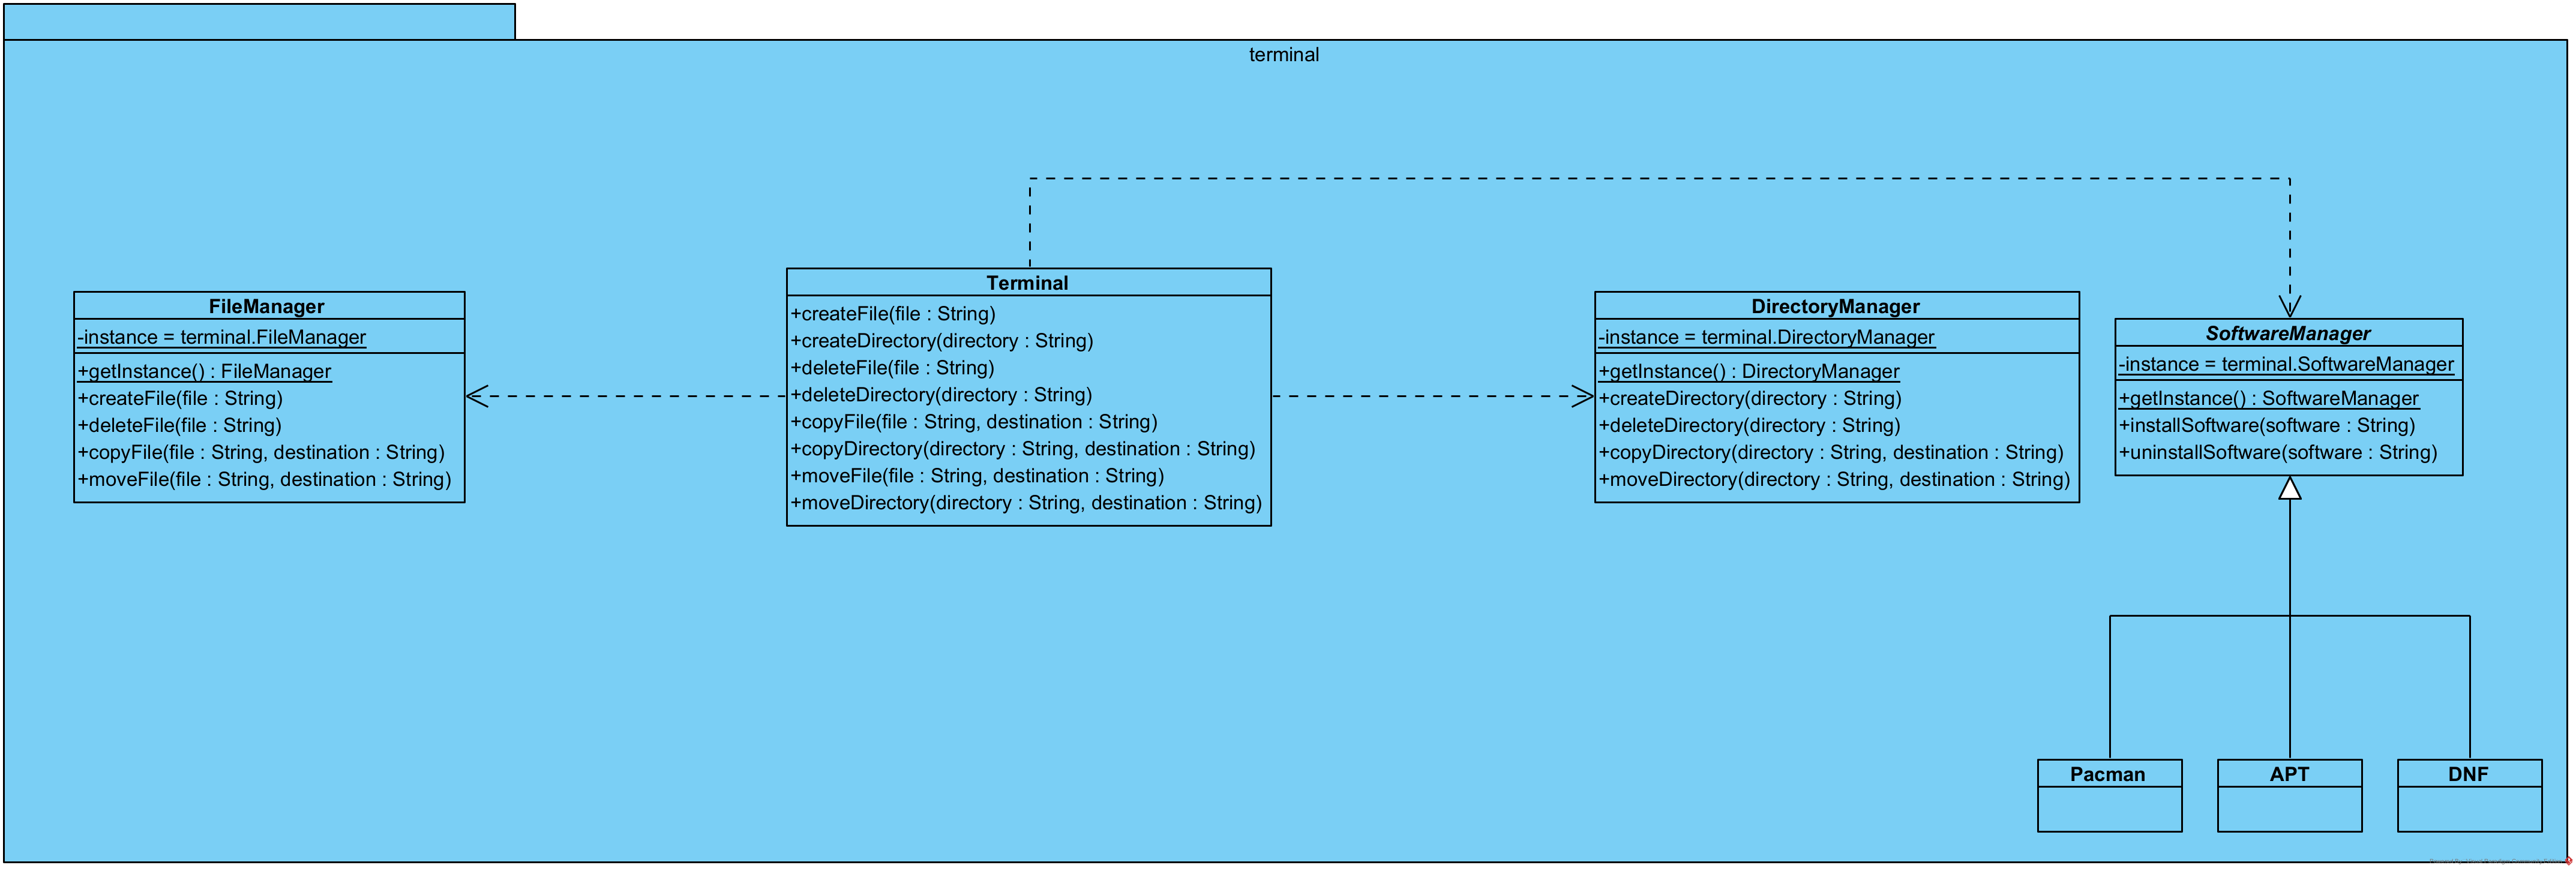 terminal
FileManager
-instance = terminal.FileManager
+getInstance() : FileManager
+createFile(file : String)
+deleteFile(file : String)
+copyFile(file : String, destination : String)
+moveFile(file : String, destination : String)
Terminal
+createFile(file : String)
+createDirectory(directory : String)
+deleteFile(file : String)
+deleteDirectory(directory : String)
+copyFile(file : String, destination : String)
+copyDirectory(directory : String, destination : String)
+moveFile(file : String, destination : String)
+moveDirectory(directory : String, destination : String)
DirectoryManager
-instance = terminal.DirectoryManager
+getInstance() : DirectoryManager
+createDirectory(directory : String)
+deleteDirectory(directory : String)
+copyDirectory(directory : String, destination : String)
+moveDirectory(directory : String, destination : String)
SoftwareManager
-instance = terminal.SoftwareManager
+getInstance() : SoftwareManager
+installSoftware(software : String)
+uninstallSoftware(software : String)
Pacman
APT
DNF